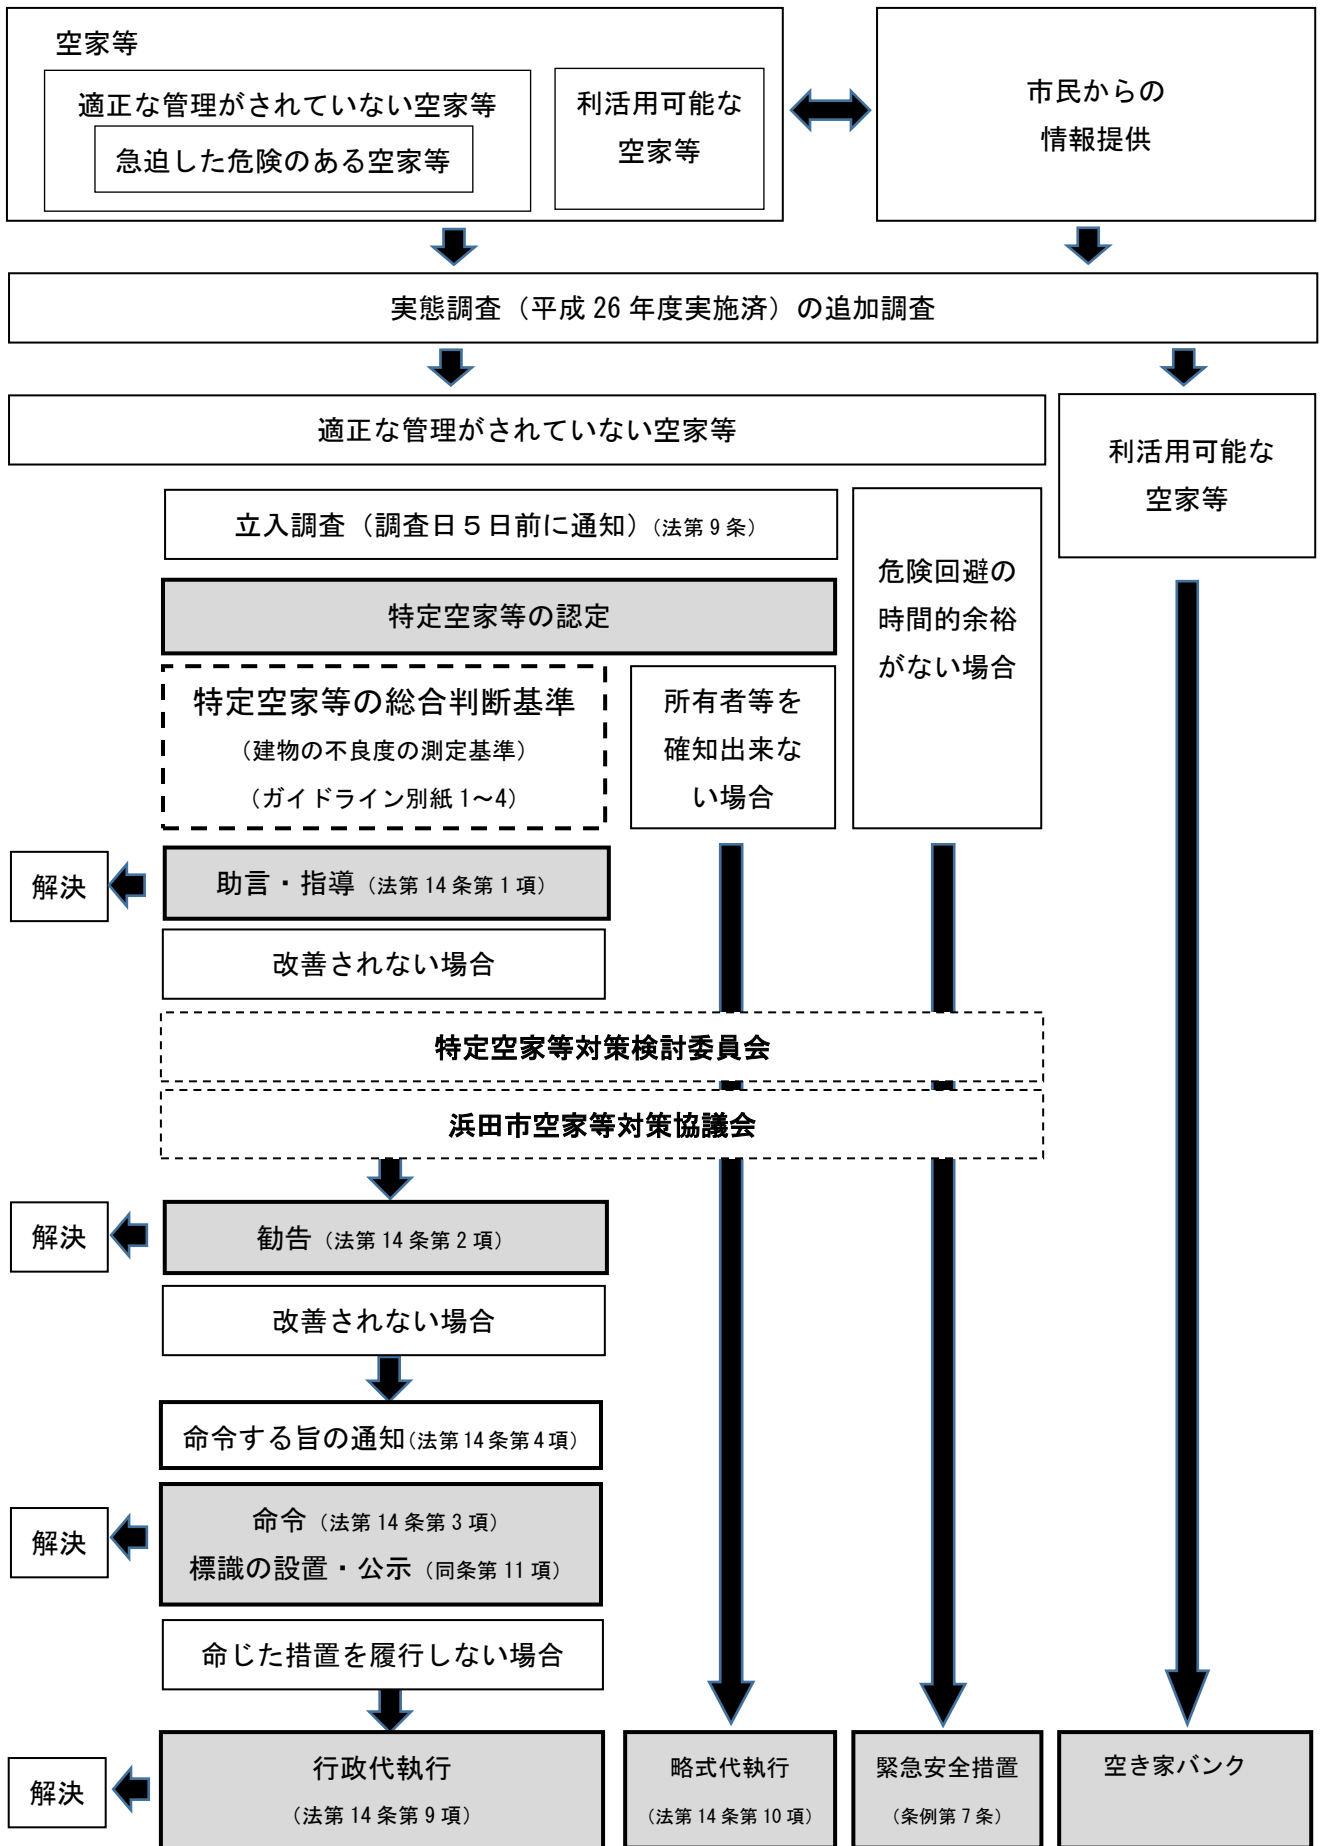 空家等
適正な管理がされていない空家等
急迫した危険のある空家等
利活用可能な
空家等
市民からの
情報提供
実態調査（平成 26 年度実施済）の追加調査
適正な管理がされていない空家等
利活用可能な
空家等
立入調査（調査日５日前に通知）（法第 9 条）
危険回避の
時間的余裕
がない場合
特定空家等の認定
特定空家等の総合判断基準
（建物の不良度の測定基準）
（ガイドライン別紙 1～4）
所有者等を
確知出来な
い場合
解決
助言・指導（法第 14 条第 1 項）
改善されない場合
特定空家等対策検討委員会
浜田市空家等対策協議会
解決
勧告（法第 14 条第 2 項）
改善されない場合
命令する旨の通知（法第 14 条第 4 項）
解決
命令（法第 14 条第 3 項）
標識の設置・公示（同条第 11 項）
命じた措置を履行しない場合
解決
行政代執行
（法第 14 条第 9 項）
略式代執行
（法第 14 条第 10 項）
緊急安全措置
（条例第 7 条）
空き家バンク